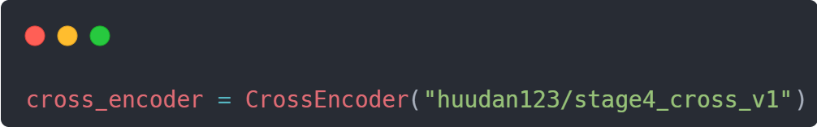 cross_encoder = CrossEncoder("huudan123/stage4_cross_v1")